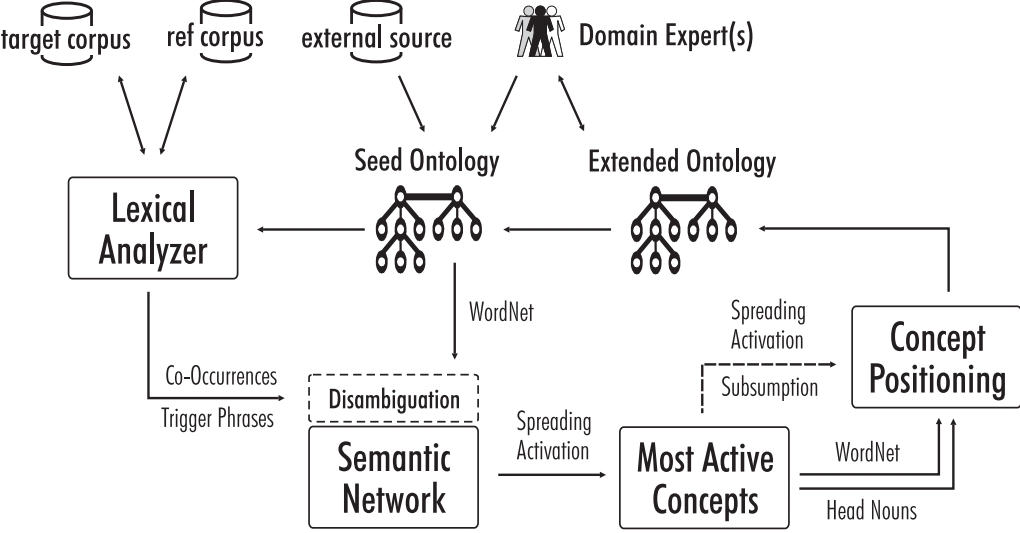 target corpus
ref corpus
external source
Domain Expert(s)
Seed Ontology
Extended Ontology
Lexical
Analyzer
WordNet
Spreading
Activation
Subsumption
Concept
Positioning
Co-Occurrences
Trigger Phrases
Disambiguation
Semantic
Network
Spreading
Activation
Most Active
Concepts
WordNet
Head Nouns